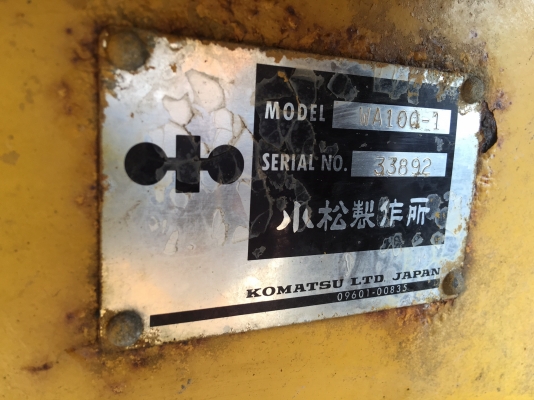 MODEL WA100-1
SERIAL NO. 33892
小松製作所
KOMATSU LTD JAPAN
09601-00835